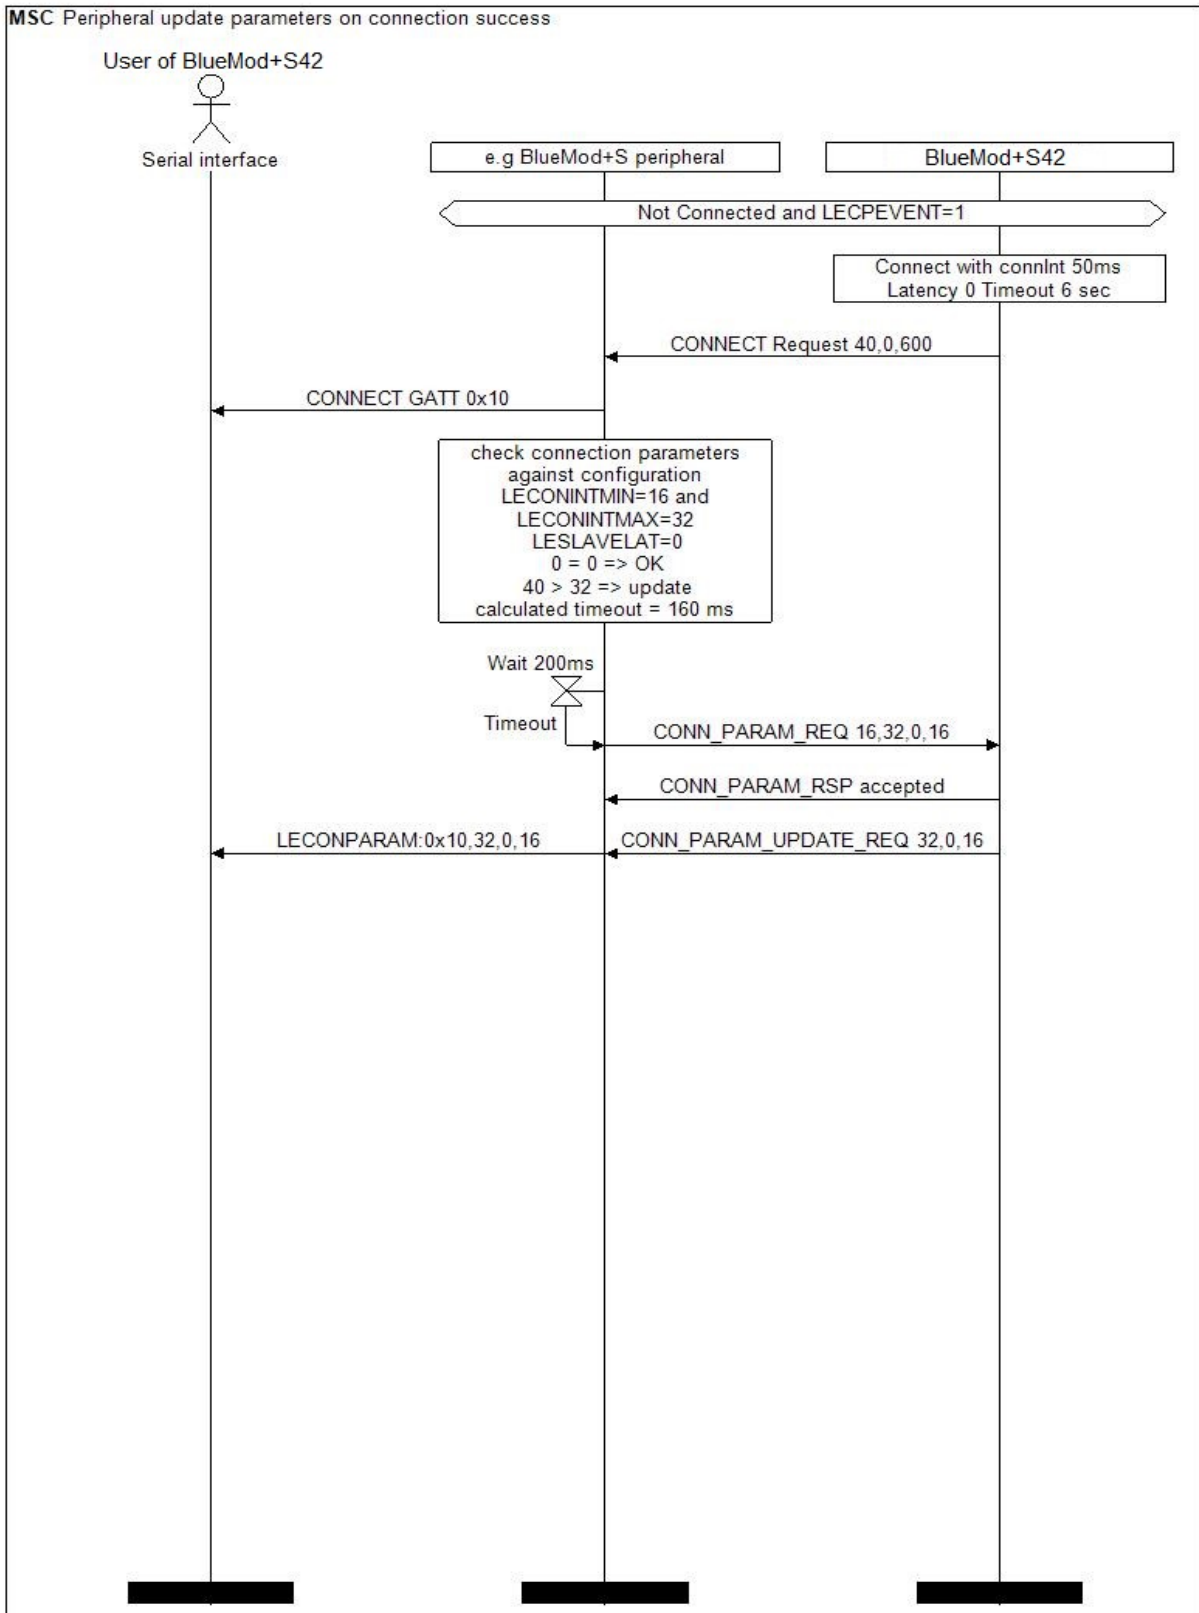 MSC Peripheral update parameters on connection success
User of BlueMod+S42
Serial interface
e.g BlueMod+S peripheral
BlueMod+S42
Not Connected and LECPEVENT=1
Connect with connInt 50ms
Latency 0 Timeout 6 sec
CONNECT Request 40,0,600
CONNECT GATT 0x10
check connection parameters
against configuration
LECONINTMIN=16 and
LECONINTMAX=32
LESLAVELAT=0
0 = 0 => OK
40 > 32 => update
calculated timeout = 160 ms
Wait 200ms
Timeout
CONN_PARAM_REQ 16,32,0,16
CONN_PARAM_RSP accepted
LECONPARAM:0x10,32,0,16
CONN_PARAM_UPDATE_REQ 32,0,16